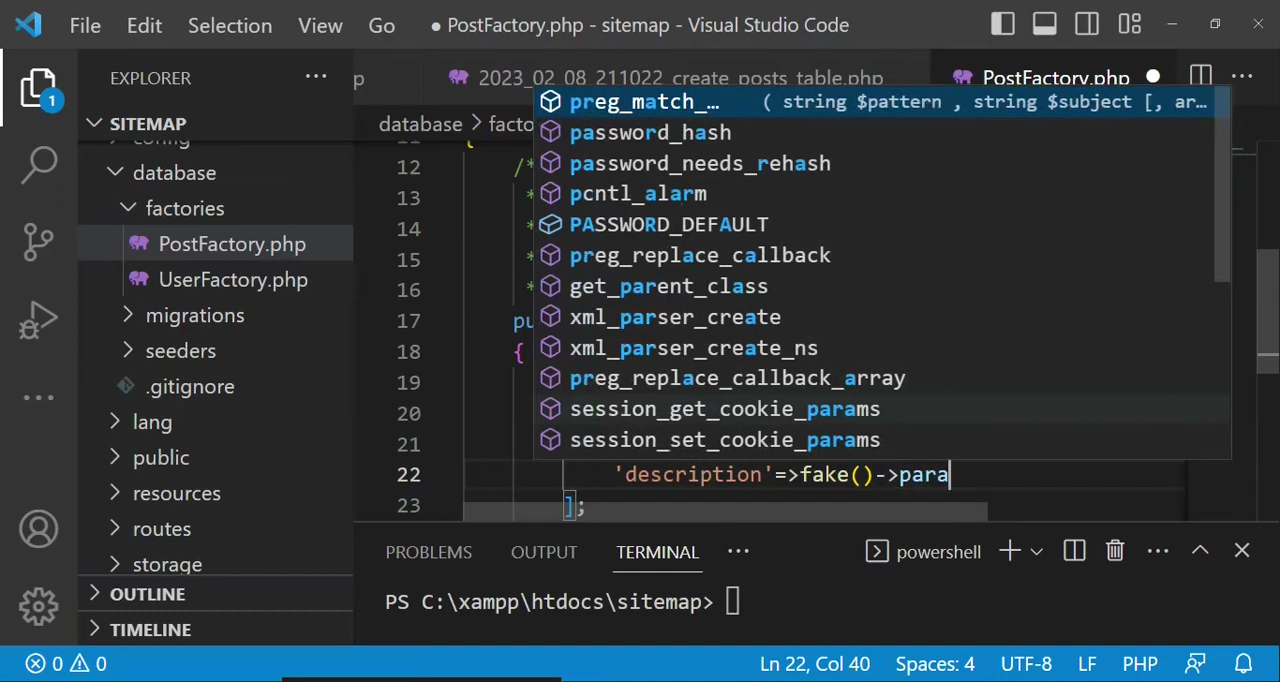 File Edit Selection View Go ● PostFactory.php - sitemap - Visual Studio Code
EXPLORER ...
p 2023_02_08_211022_create_posts_table.php PostFactory.php ...
1
SITEMAP
database > facto
config
database
factories
PostFactory.php
UserFactory.php
migrations
seeders
.gitignore
lang
public
resources
routes
storage
OUTLINE
TIMELINE
preg_match_… ( string $pattern , string $subject [, ar…
password_hash
password_needs_rehash
pcntl_alarm
PASSWORD_DEFAULT
preg_replace_callback
get_parent_class
xml_parser_create
xml_parser_create_ns
preg_replace_callback_array
session_get_cookie_params
session_set_cookie_params
{
12 /*
13 *
14 *
15 *
16 *
17 pu
18 {
19
20
21
22 'description'=>fake()->para
23 ];
PROBLEMS OUTPUT TERMINAL ... powershell
PS C:\xampp\htdocs\sitemap>
0 0 Ln 22, Col 40 Spaces: 4 UTF-8 LF PHP